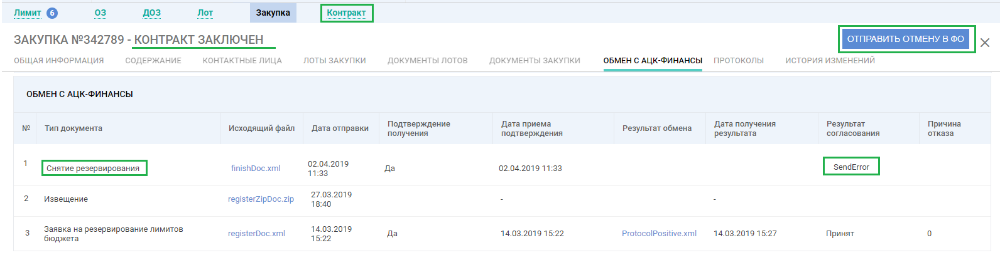 Лимит 6 ОЗ ДОЗ Лот Закупка Контракт
ЗАКУПКА №342789 - КОНТРАКТ ЗАКЛЮЧЕН
ОТПРАВИТЬ ОТМЕНУ В ФО
ОБЩАЯ ИНФОРМАЦИЯ СОДЕРЖАНИЕ КОНТАКТНЫЕ ЛИЦА ЛОТЫ ЗАКУПКИ ДОКУМЕНТЫ ЛОТОВ ДОКУМЕНТЫ ЗАКУПКИ ОБМЕН С АЦК-ФИНАНСЫ ПРОТОКОЛЫ ИСТОРИЯ ИЗМЕНЕНИЙ
ОБМЕН С АЦК-ФИНАНСЫ
№ Тип документа Исходящий файл Дата отправки Подтверждение получения Дата приема подтверждения Результат обмена Дата получения результата Результат согласования Причина отказа
1 Снятие резервирования finishDoc.xml 02.04.2019 11:33 Да 02.04.2019 11:33 SendError
2 Извещение registerZipDoc.zip 27.03.2019 18:40 - -
3 Заявка на резервирование лимитов бюджета registerDoc.xml 14.03.2019 15:22 Да 14.03.2019 15:22 ProtocolPositive.xml 14.03.2019 15:27 Принят 0